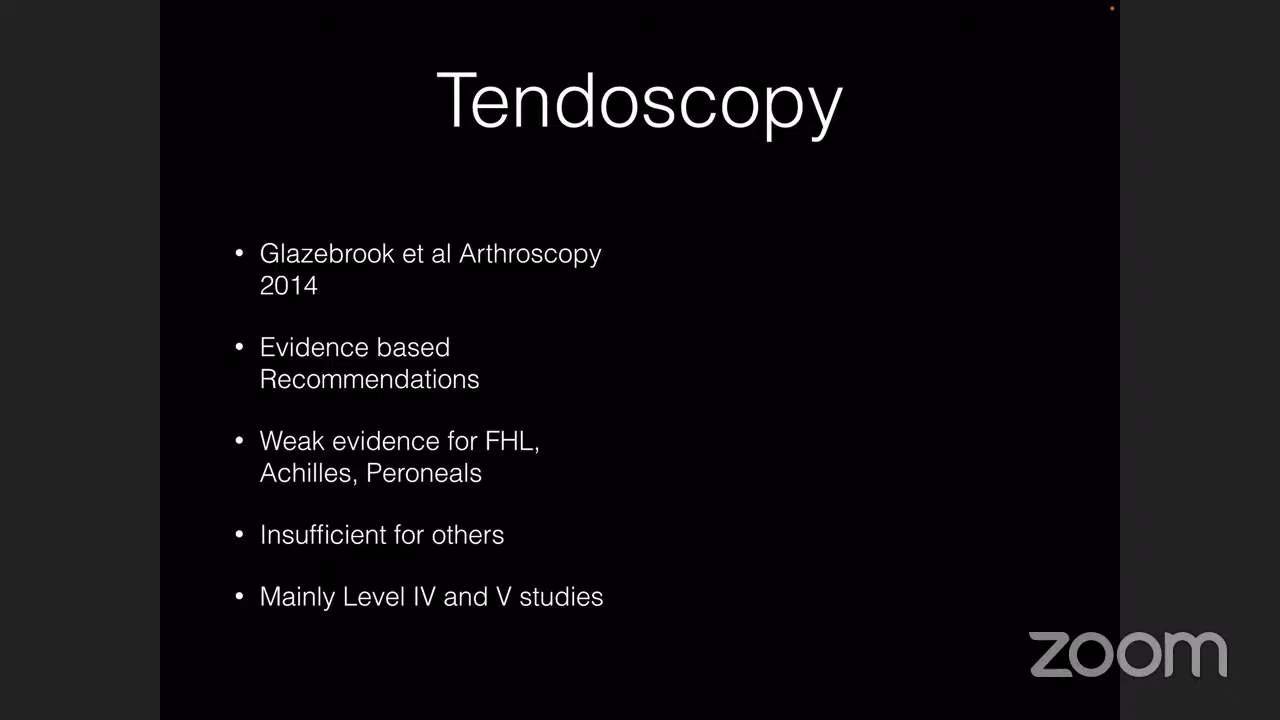 Tendoscopy
• Glazebrook et al Arthroscopy
2014
• Evidence based
Recommendations
• Weak evidence for FHL,
Achilles, Peroneals
• Insufficient for others
• Mainly Level IV and V studies
zoom